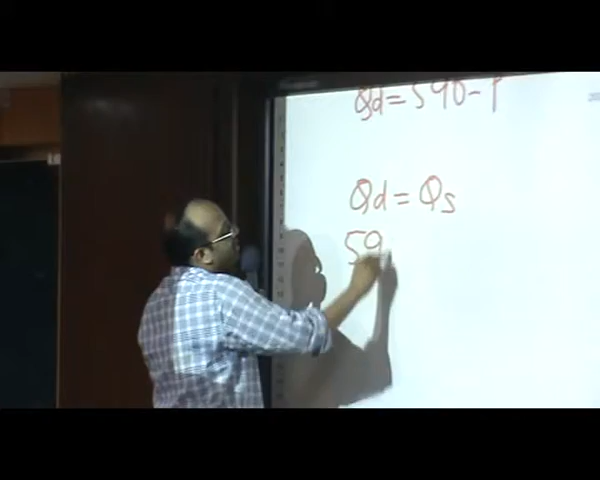 Qd = 590 - P
Qd = Qs
59